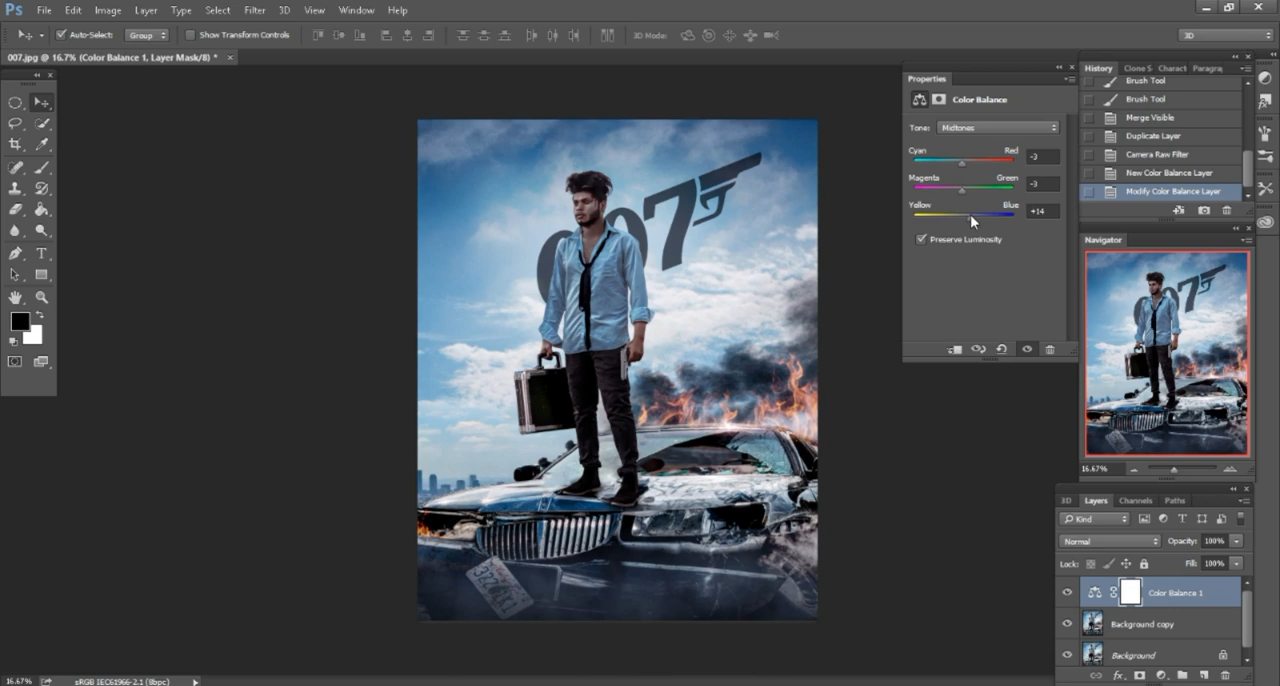 Ps File Edit Image Layer Type Select Filter 3D View Window Help
Auto-Select: Group Show Transform Controls 3D Mode: 3D
007.jpg @ 16.7% (Color Balance 1, Layer Mask/8) * ×
Properties
Color Balance
Tone: Midtones
Cyan Red -3
Magenta Green -3
Yellow Blue +14
Preserve Luminosity
History Clone S Charact Paragra
Brush Tool
Brush Tool
Merge Visible
Duplicate Layer
Camera Raw Filter
New Color Balance Layer
Modify Color Balance Layer
Navigator
16.67%
3D Layers Channels Paths
Kind
Normal Opacity: 100%
Lock: Fill: 100%
Color Balance 1
Background copy
Background
fx
007
16.67% sRGB IEC61966-2.1 (8bpc)